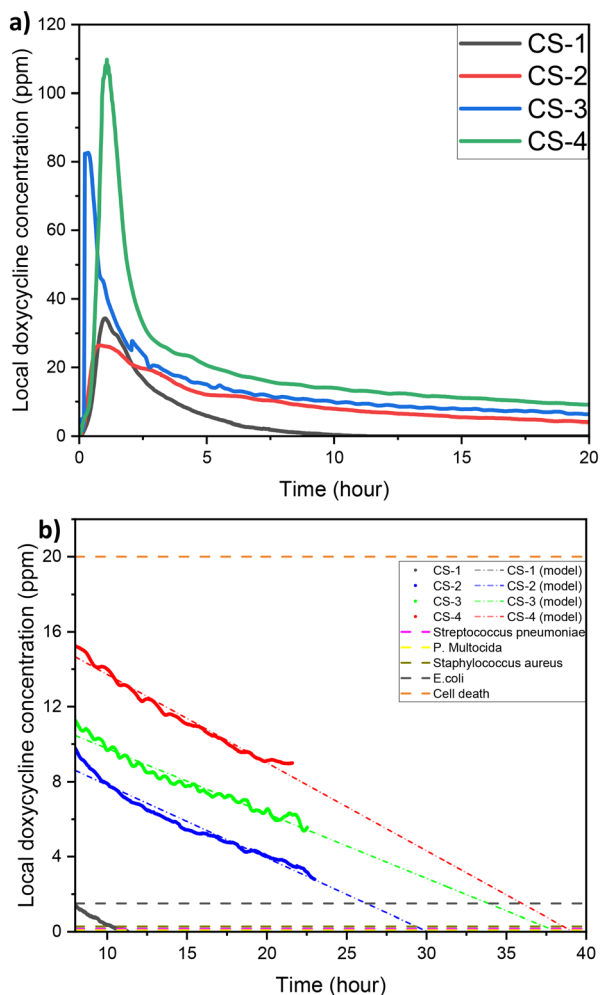 a)
Local doxycycline concentration (ppm)
120
100
80
60
40
20
0
0 5 10 15 20
Time (hour)
CS-1
CS-2
CS-3
CS-4
b)
Local doxycycline concentration (ppm)
20
16
12
8
4
0
10 15 20 25 30 35 40
Time (hour)
CS-1 CS-1 (model)
CS-2 CS-2 (model)
CS-3 CS-3 (model)
CS-4 CS-4 (model)
Streptococcus pneumoniae
P. Multocida
Staphylococcus aureus
E.coli
Cell death